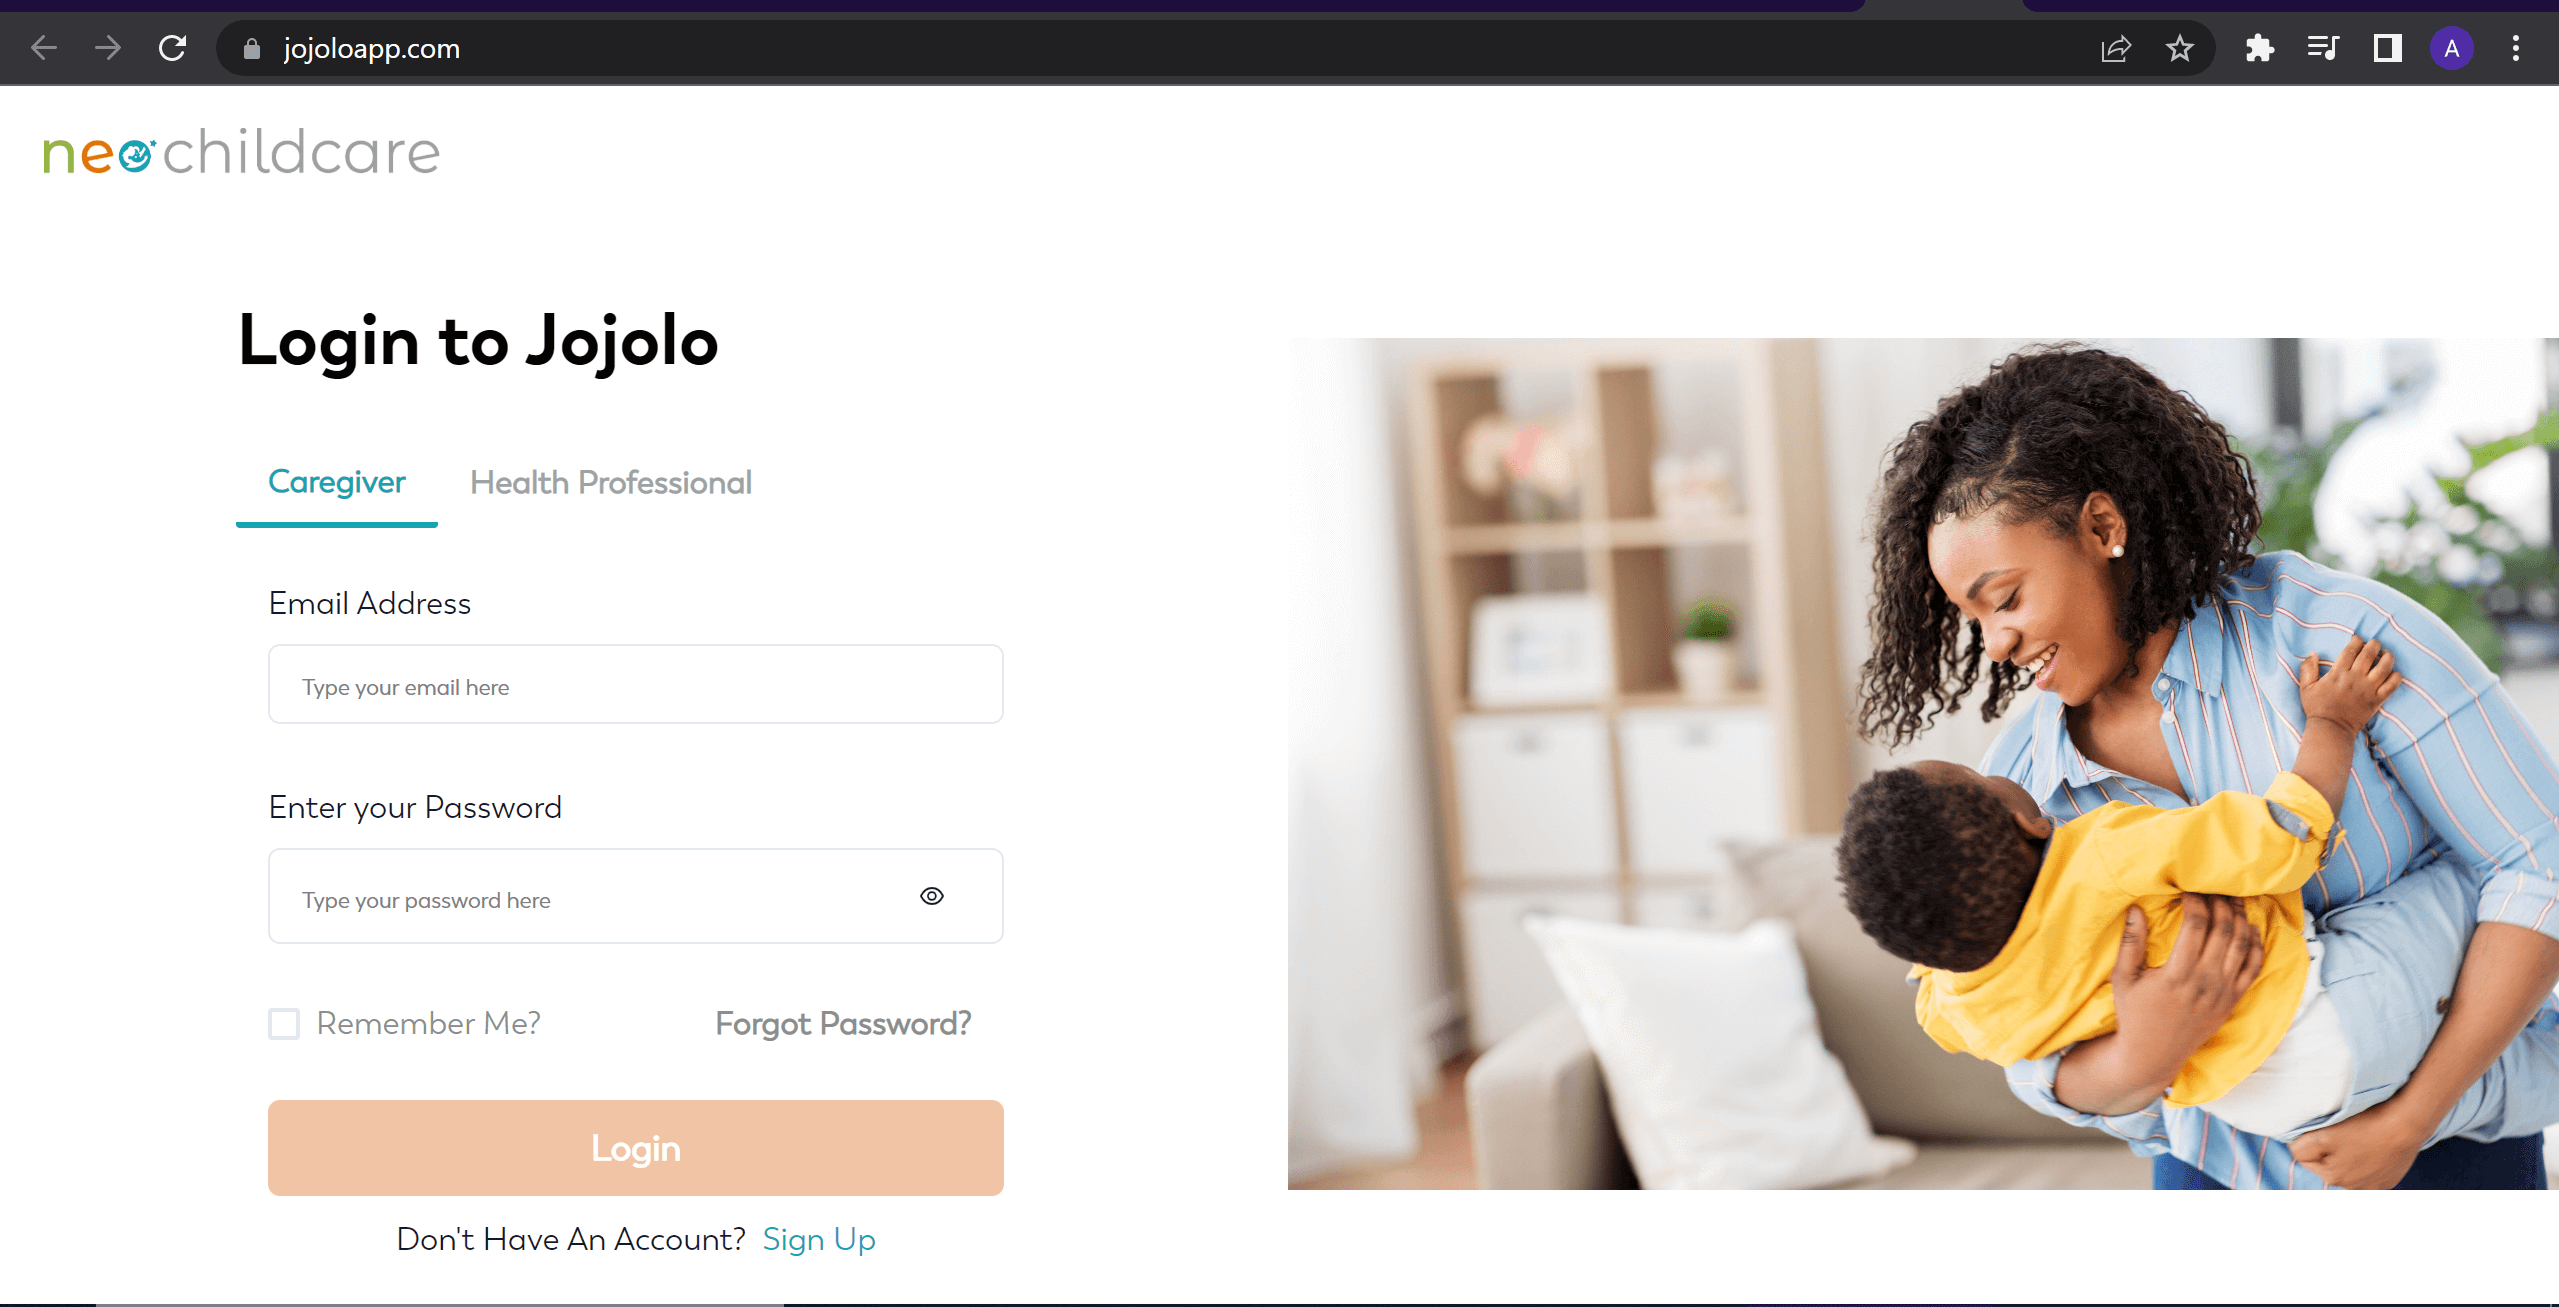 jojoloapp.com
A
neochildcare
Login to Jojolo
Caregiver
Health Professional
Email Address
Type your email here
Enter your Password
Type your password here
Remember Me?
Forgot Password?
Login
Don't Have An Account? Sign Up